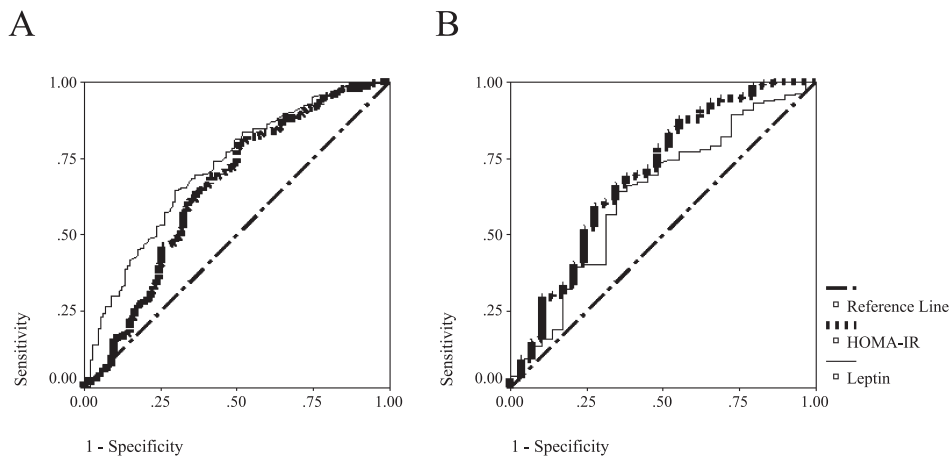 A
1.00
.75
.50
.25
0.00
Sensitivity
0.00 .25 .50 .75 1.00
1 - Specificity
B
1.00
.75
.50
.25
0.00
Sensitivity
0.00 .25 .50 .75 1.00
1 - Specificity
Reference Line
HOMA-IR
Leptin